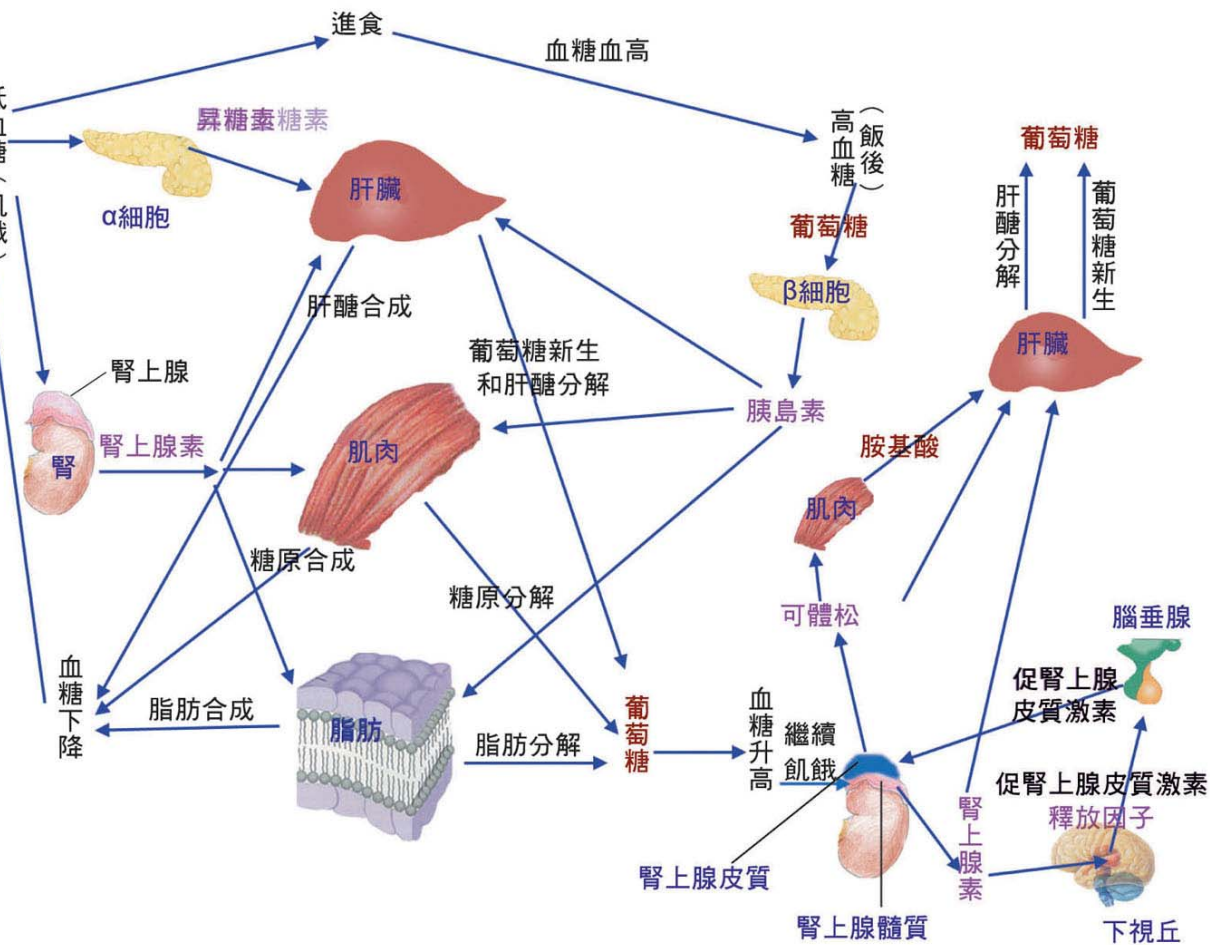 進食
血糖血高
昇糖素糖素
α細胞
肝臟
高血糖
（飯後）
葡萄糖
β細胞
胰島素
葡萄糖
肝醣分解
葡萄糖新生
肝臟
肝醣合成
葡萄糖新生
和肝醣分解
腎上腺
腎上腺素
腎
肌肉
胺基酸
肌肉
糖原合成
糖原分解
可體松
腦垂腺
促腎上腺
皮質激素
血糖下降
脂肪合成
脂肪
脂肪分解
葡萄糖
血糖升高
繼續
飢餓
促腎上腺皮質激素
釋放因子
腎上腺素
腎上腺皮質
腎上腺髓質
下視丘